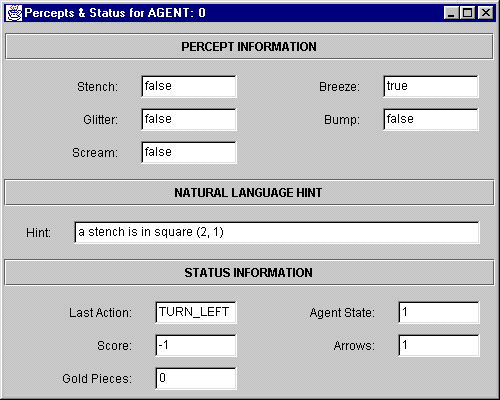 Percepts & Status for AGENT: 0
PERCEPT INFORMATION
Stench: false Breeze: true
Glitter: false Bump: false
Scream: false
NATURAL LANGUAGE HINT
Hint: a stench is in square (2, 1)
STATUS INFORMATION
Last Action: TURN_LEFT Agent State: 1
Score: -1 Arrows: 1
Gold Pieces: 0